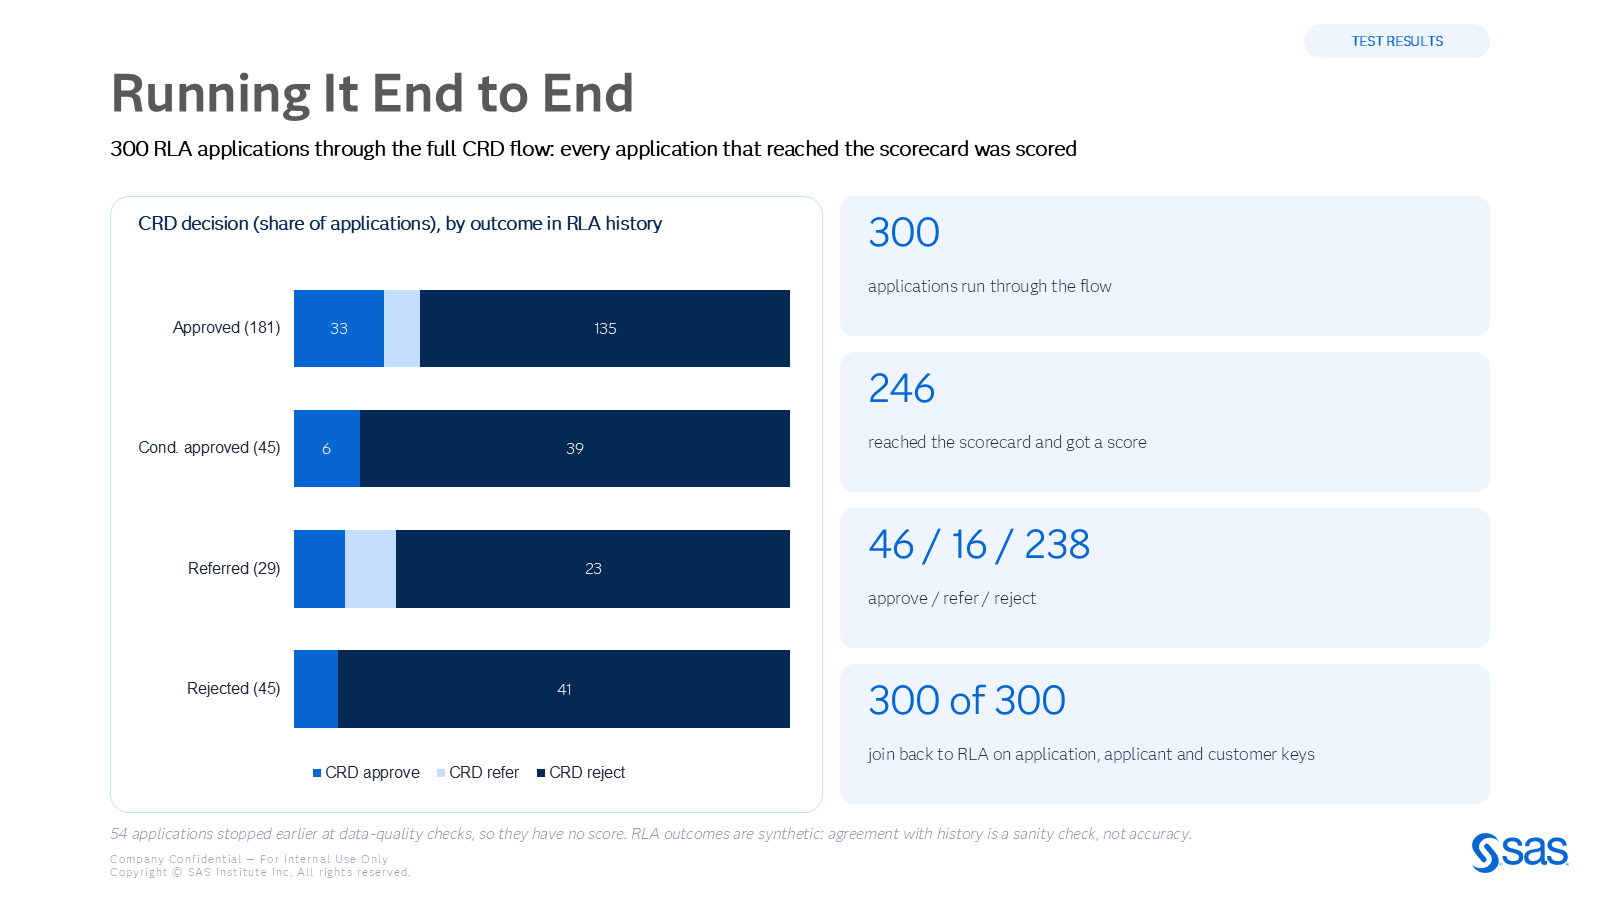 TEST RESULTS
Running It End to End
300 RLA applications through the full CRD flow: every application that reached the scorecard was scored
CRD decision (share of applications), by outcome in RLA history
Approved (181)
33
135
Cond. approved (45)
6
39
Referred (29)
23
Rejected (45)
41
CRD approve
CRD refer
CRD reject
300
applications run through the flow
246
reached the scorecard and got a score
46 / 16 / 238
approve / refer / reject
300 of 300
join back to RLA on application, applicant and customer keys
54 applications stopped earlier at data-quality checks, so they have no score. RLA outcomes are synthetic: agreement with history is a sanity check, not accuracy.
Company Confidential – For Internal Use Only
Copyright © SAS Institute Inc. All rights reserved.
sas